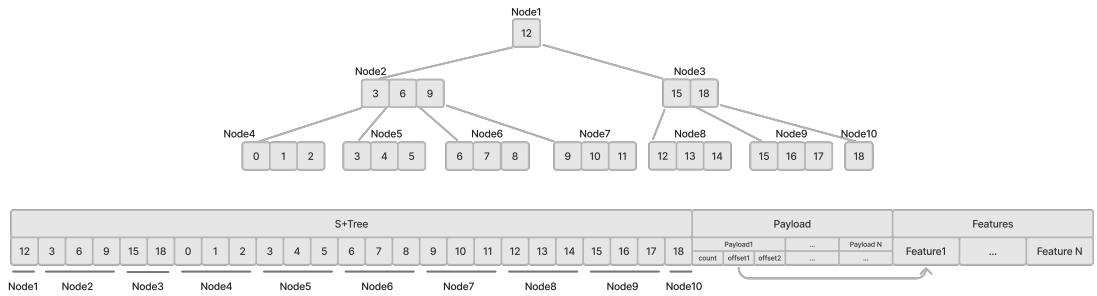 Node1
12
Node2 Node3
3 6 9 15 18
Node4 Node5 Node6 Node7 Node8 Node9 Node10
0 1 2 3 4 5 6 7 8 9 10 11 12 13 14 15 16 17 18
S+Tree Payload Features
12 3 6 9 15 18 0 1 2 3 4 5 6 7 8 9 10 11 12 13 14 15 16 17 18 Payload1 ... Payload N Feature1 ... Feature N
count offset1 offset2 ... ...
Node1 Node2 Node3 Node4 Node5 Node6 Node7 Node8 Node9 Node10